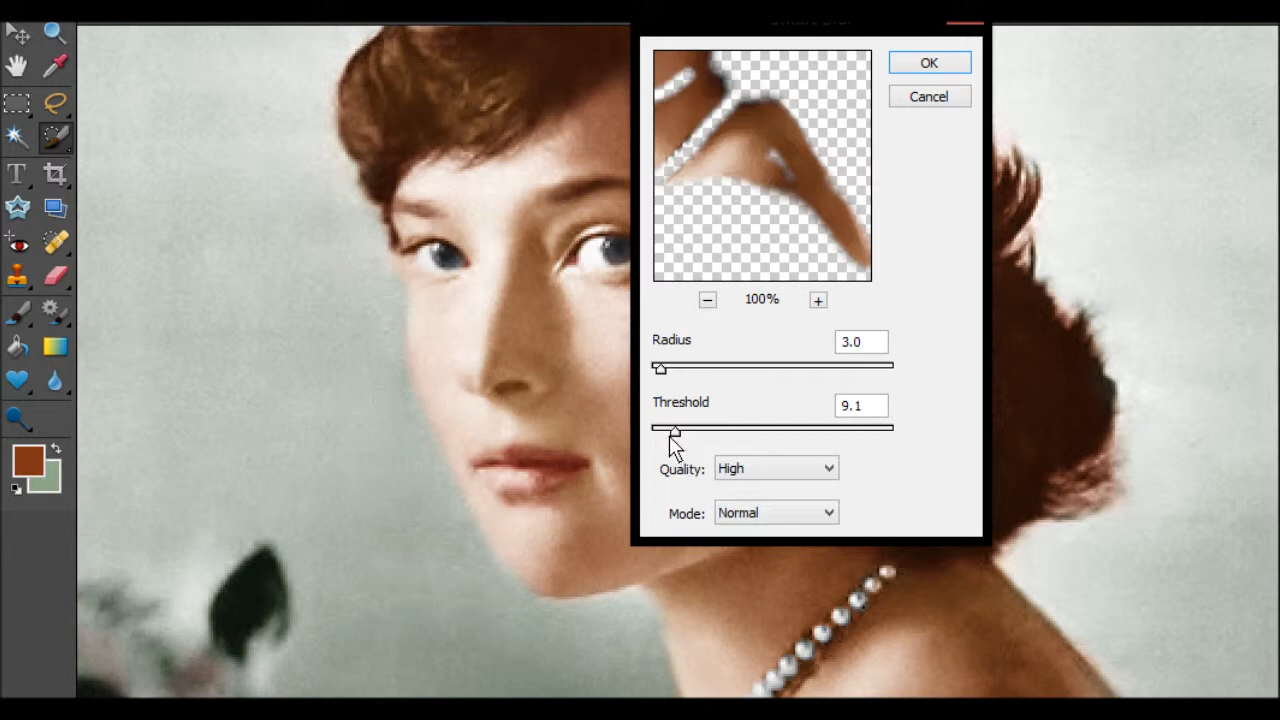 OK
Cancel
100%
Radius
3.0
Threshold
9.1
Quality: High
Mode: Normal